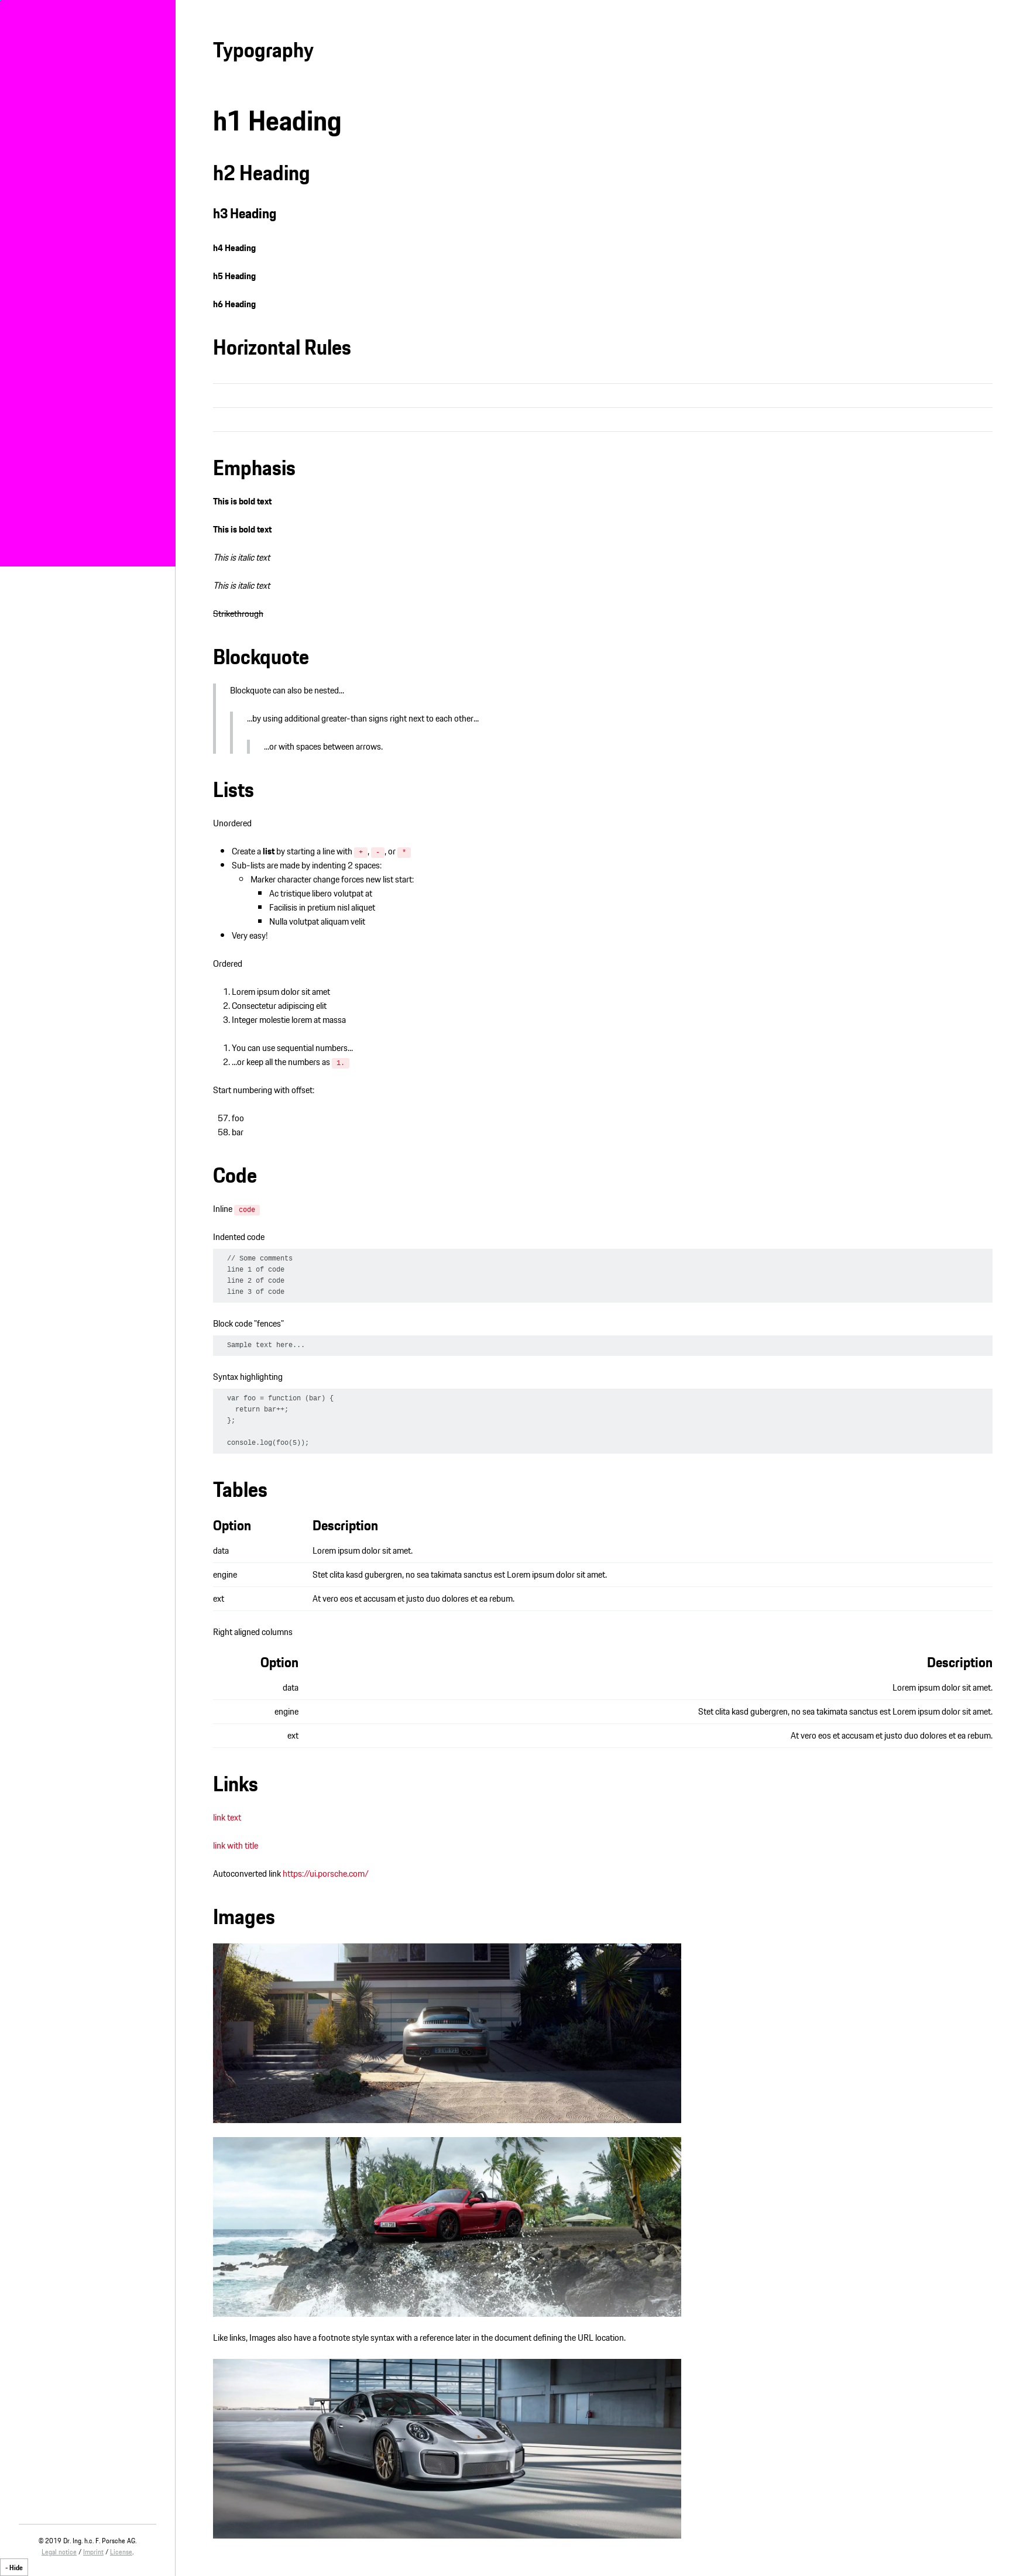 Typography
h1 Heading
h2 Heading
h3 Heading
h4 Heading
h5 Heading
h6 Heading
Horizontal Rules
Emphasis
This is bold text
This is bold text
This is italic text
This is italic text
Strikethrough
Blockquote
Blockquote can also be nested...
...by using additional greater-than signs right next to each other...
...or with spaces between arrows.
Lists
Unordered
Create a list by starting a line with +, -, or *
Sub-lists are made by indenting 2 spaces:
Marker character change forces new list start:
Ac tristique libero volutpat at
Facilisis in pretium nisl aliquet
Nulla volutpat aliquam velit
Very easy!
Ordered
1. Lorem ipsum dolor sit amet
2. Consectetur adipiscing elit
3. Integer molestie lorem at massa
1. You can use sequential numbers...
2. ...or keep all the numbers as 1.
Start numbering with offset:
57. foo
58. bar
Code
Inline code
Indented code
// Some comments
line 1 of code
line 2 of code
line 3 of code
Block code "fences"
Sample text here...
Syntax highlighting
var foo = function (bar) {
  return bar++;
};
console.log(foo(5));
Tables
Option Description
data Lorem ipsum dolor sit amet.
engine Stet clita kasd gubergren, no sea takimata sanctus est Lorem ipsum dolor sit amet.
ext At vero eos et accusam et justo duo dolores et ea rebum.
Right aligned columns
Option Description
data Lorem ipsum dolor sit amet.
engine Stet clita kasd gubergren, no sea takimata sanctus est Lorem ipsum dolor sit amet.
ext At vero eos et accusam et justo duo dolores et ea rebum.
Links
link text
link with title
Autoconverted link https://ui.porsche.com/
Images
Like links, Images also have a footnote style syntax with a reference later in the document defining the URL location.
© 2019 Dr. Ing. h.c. F. Porsche AG.
Legal notice / Imprint / License.
- Hide